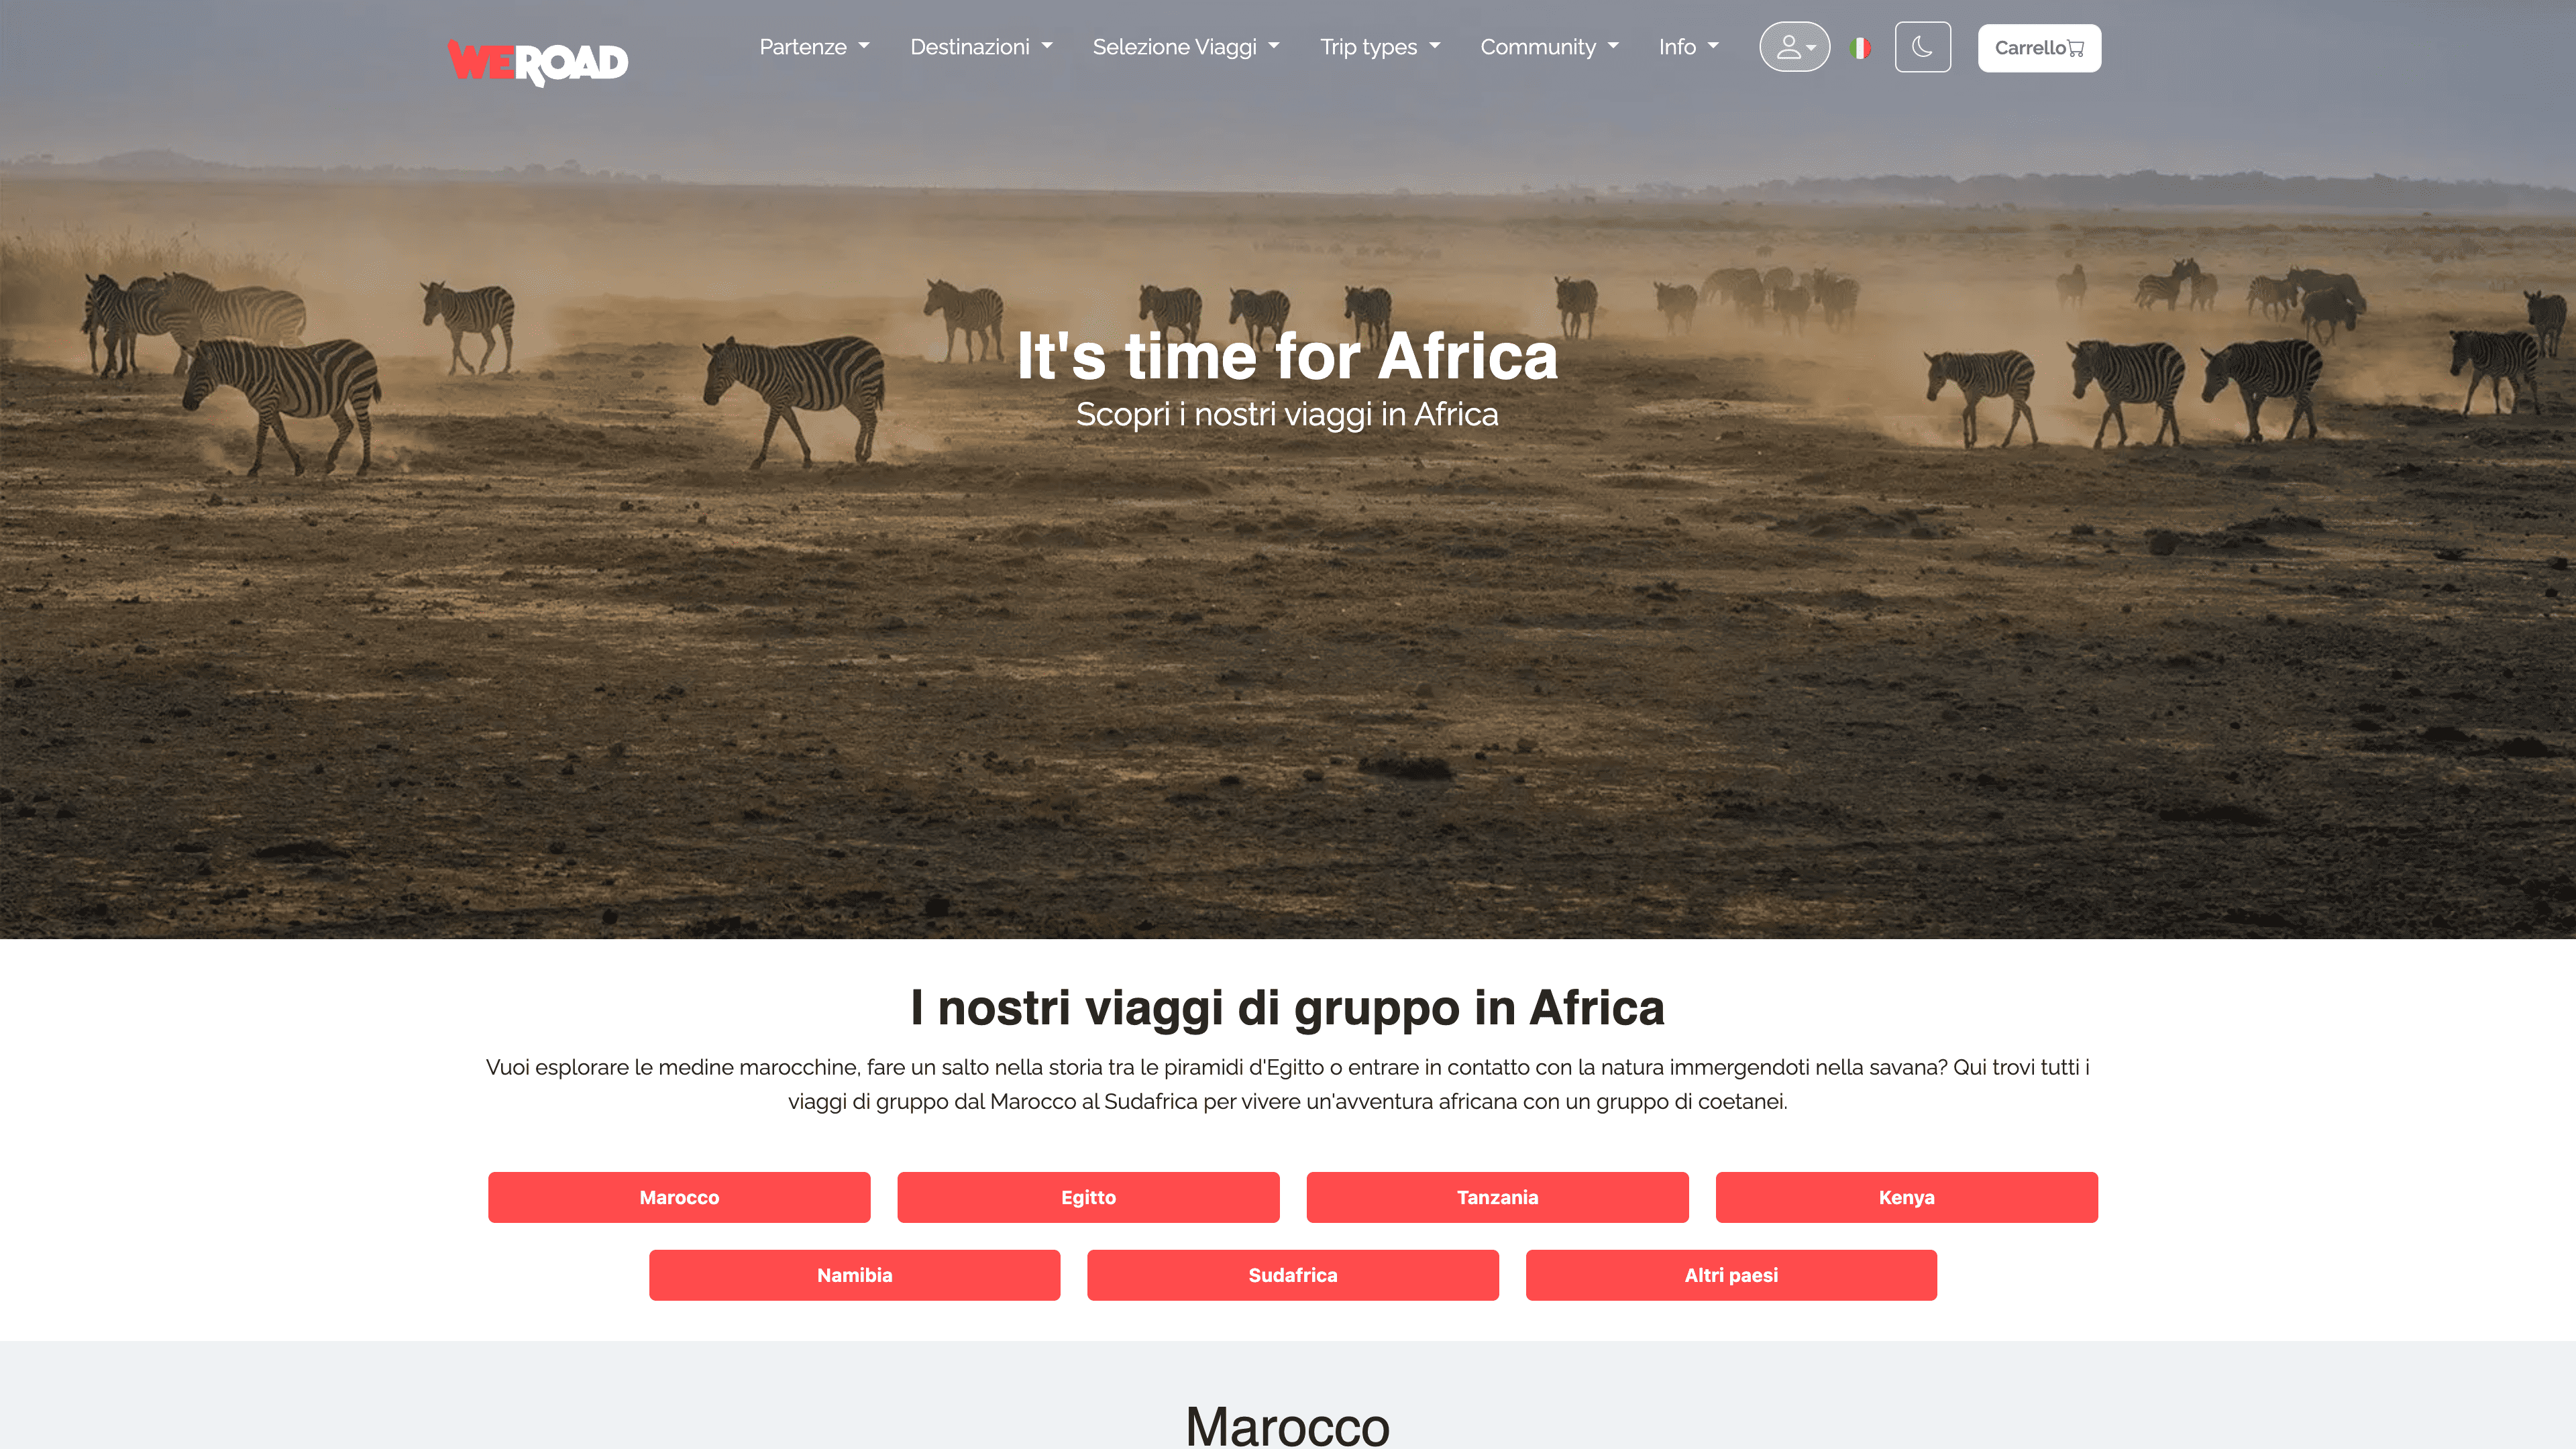 WEROAD
Partenze
Destinazioni
Selezione Viaggi
Trip types
Community
Info
Carrello
It's time for Africa
Scopri i nostri viaggi in Africa
I nostri viaggi di gruppo in Africa
Vuoi esplorare le medine marocchine, fare un salto nella storia tra le piramidi d'Egitto o entrare in contatto con la natura immergendoti nella savana? Qui trovi tutti i
viaggi di gruppo dal Marocco al Sudafrica per vivere un'avventura africana con un gruppo di coetanei.
Marocco
Egitto
Tanzania
Kenya
Namibia
Sudafrica
Altri paesi
Marocco